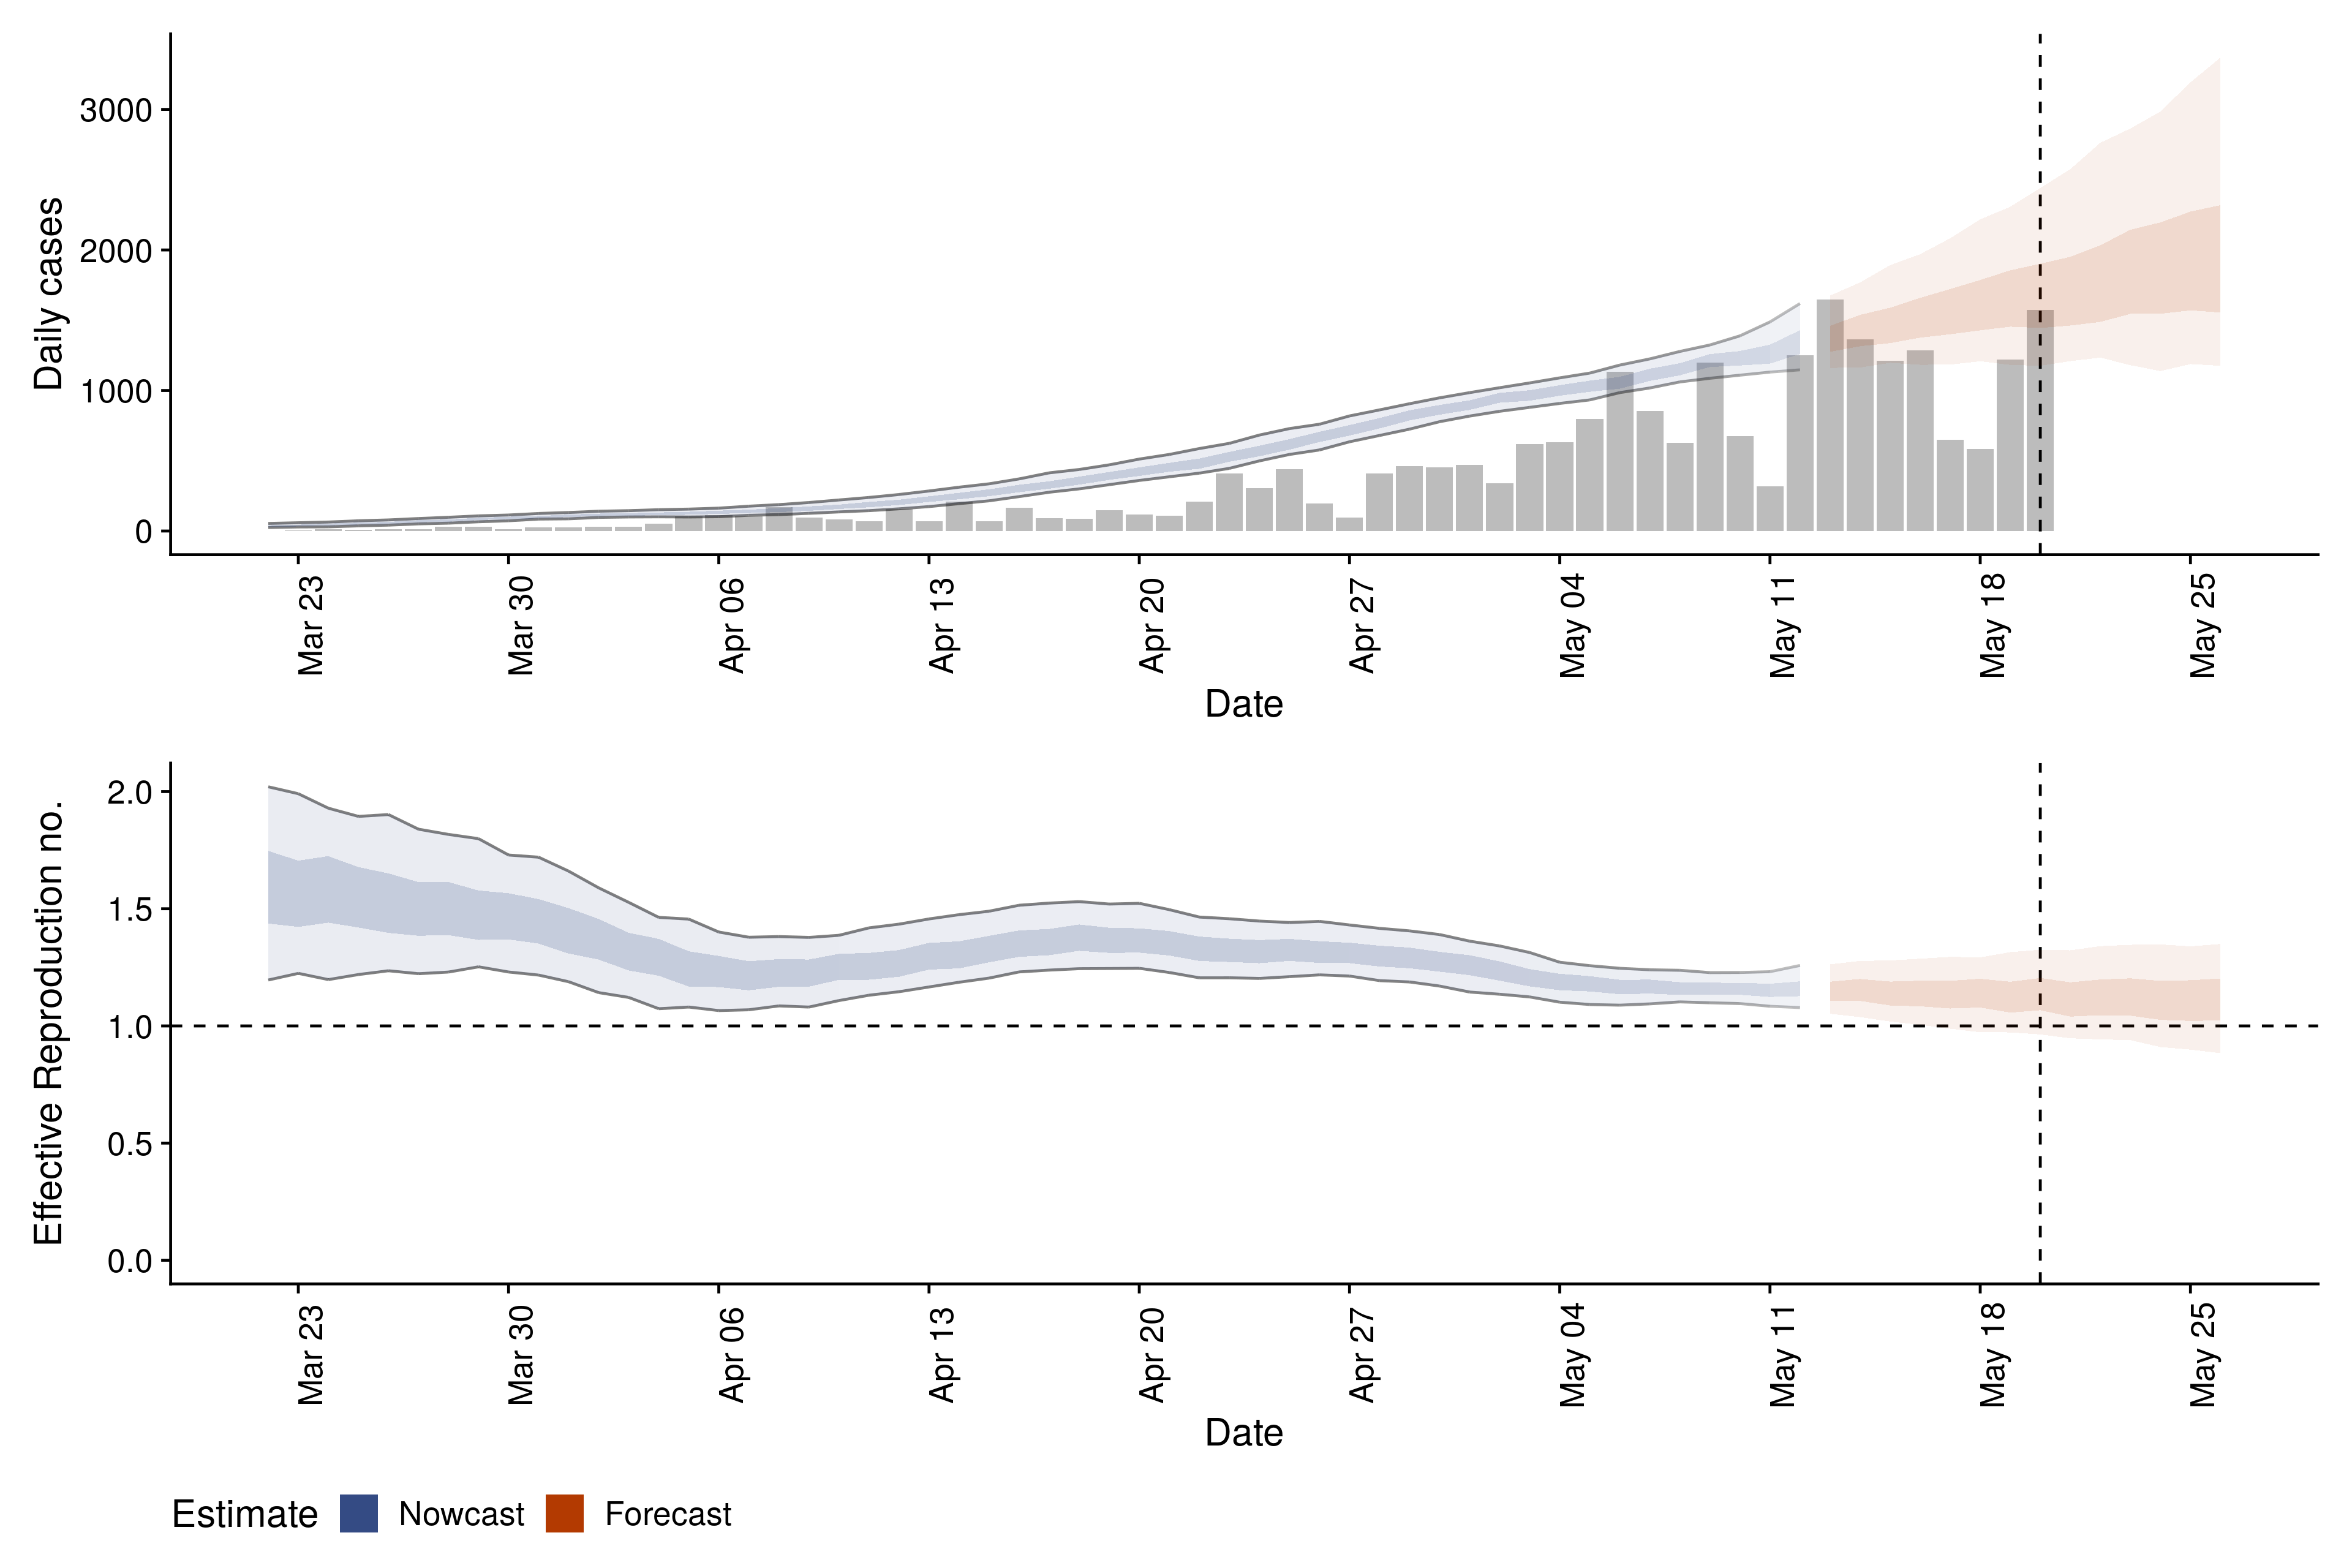 3000
2000
1000
0
Daily cases
Mar 23
Mar 30
Apr 06
Apr 13
Apr 20
Apr 27
May 04
May 11
May 18
May 25
Date
2.0
1.5
1.0
0.5
0.0
Effective Reproduction no.
Mar 23
Mar 30
Apr 06
Apr 13
Apr 20
Apr 27
May 04
May 11
May 18
May 25
Date
Estimate Nowcast Forecast